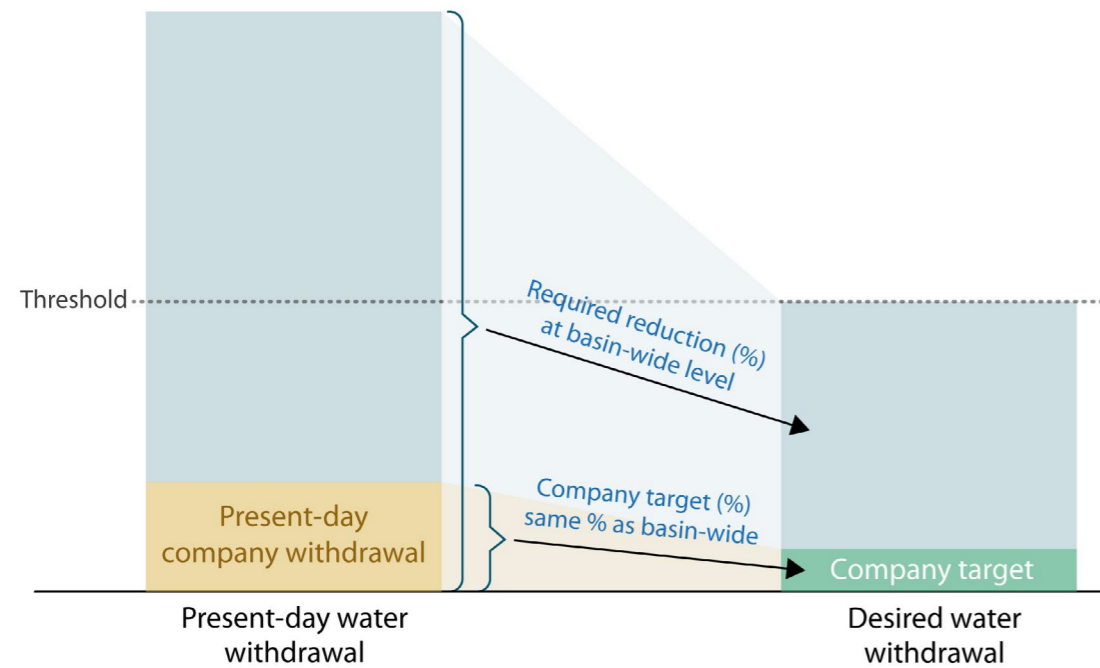 Threshold
Required reduction (%)
at basin-wide level
Company target (%)
same % as basin-wide
Present-day
company withdrawal
Company target
Present-day water
withdrawal
Desired water
withdrawal